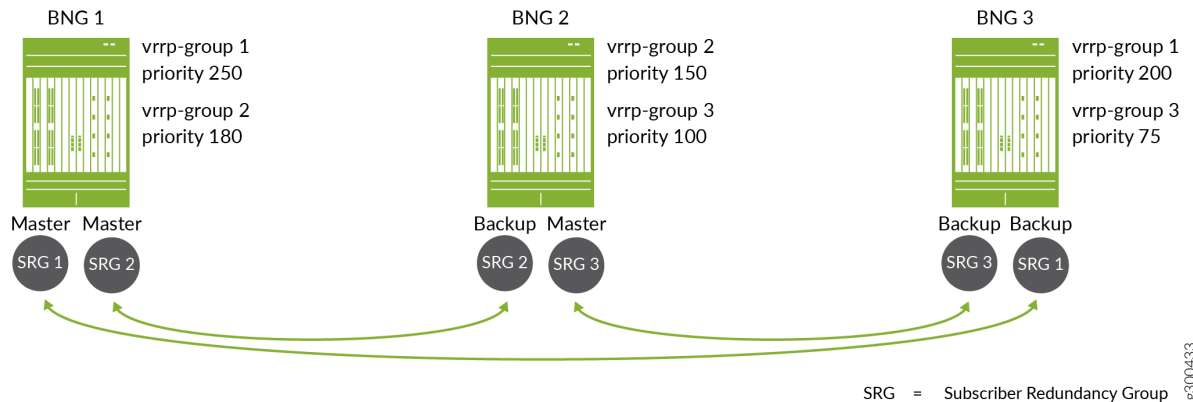 BNG 1
vrrp-group 1
priority 250
vrrp-group 2
priority 180
Master Master
SRG 1 SRG 2
BNG 2
vrrp-group 2
priority 150
vrrp-group 3
priority 100
Backup Master
SRG 2 SRG 3
BNG 3
vrrp-group 1
priority 200
vrrp-group 3
priority 75
Backup Backup
SRG 3 SRG 1
SRG = Subscriber Redundancy Group
g300433